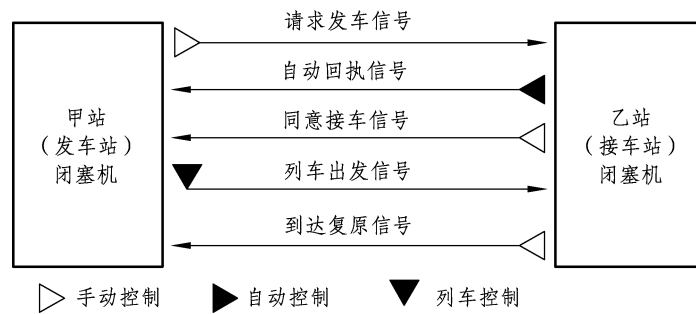 请求发车信号
自动回执信号
同意接车信号
列车出发信号
到达复原信号
甲站
（发车站）
闭塞机
乙站
（接车站）
闭塞机
手动控制
自动控制
列车控制